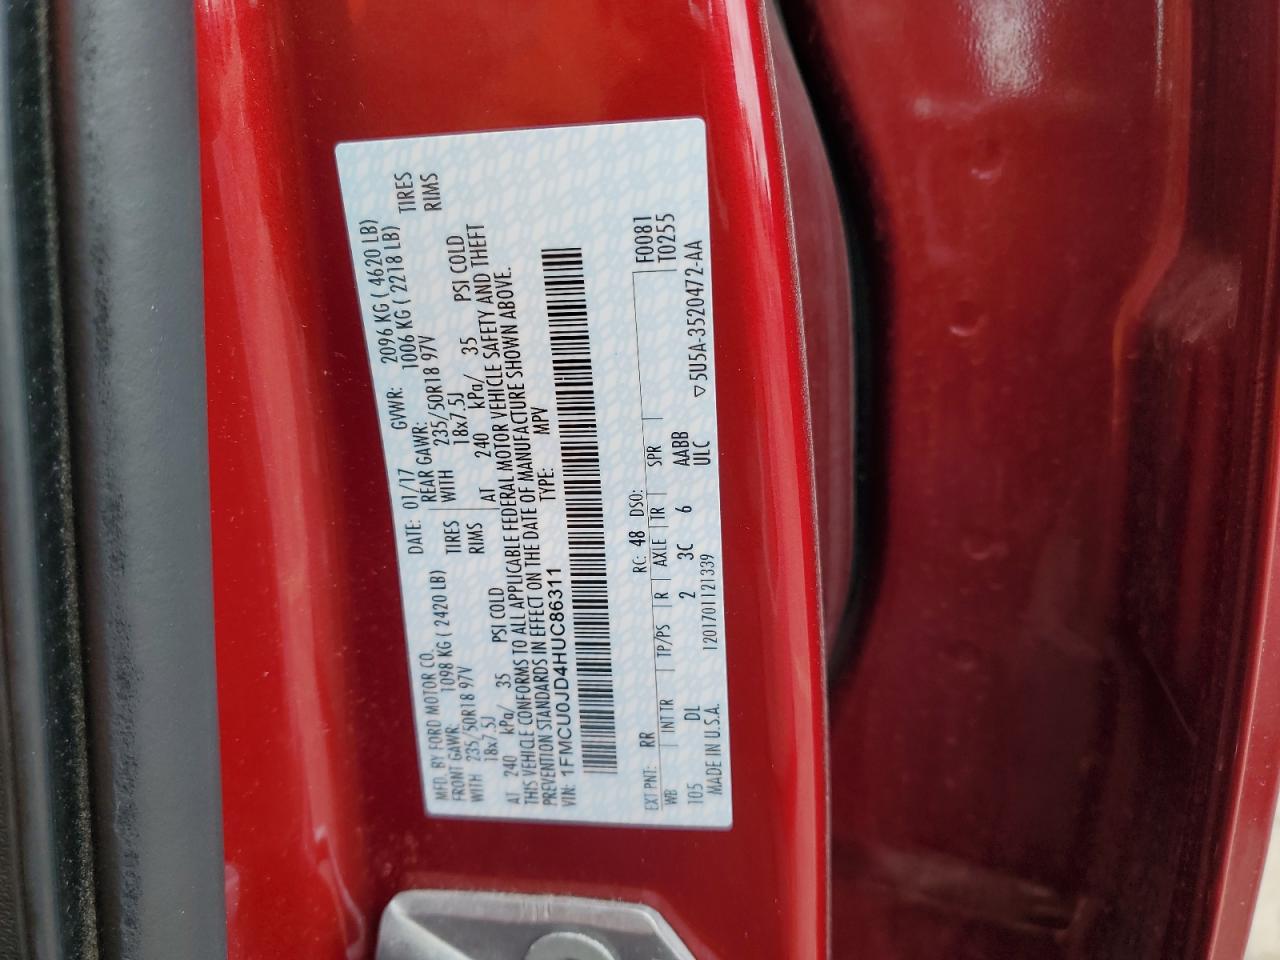 MFD. BY FORD MOTOR CO.
DATE: 01/17 GVWR: 2096 KG ( 4620 LB)
FRONT GAWR: 1098 KG ( 2420 LB) REAR GAWR: 1006 KG ( 2218 LB)
WITH 235/50R18 97V TIRES WITH 235/50R18 97V TIRES
18x7.5J RIMS 18x7.5J RIMS
AT 240 kPa/ 35 PSI COLD AT 240 kPa/ 35 PSI COLD
THIS VEHICLE CONFORMS TO ALL APPLICABLE FEDERAL MOTOR VEHICLE SAFETY AND THEFT
PREVENTION STANDARDS IN EFFECT ON THE DATE OF MANUFACTURE SHOWN ABOVE.
VIN: 1FMCU0JD4HUC86311 TYPE: MPV
EXT PNT: RR RC: 48 DSO: F0081
WB INT TR TP/PS R AXLE TR SPR T0255
105 DL 2 3C 6 AABB
MADE IN U.S.A. 1201701121339 ULC ▽5U5A-3520472-AA